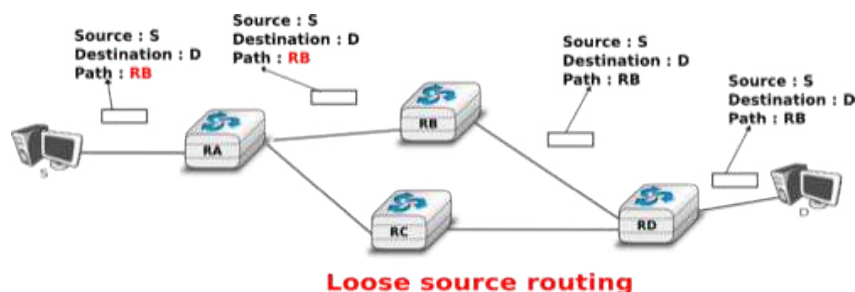 Source : S
Destination : D
Path : RB
Source : S
Destination : D
Path : RB
Source : S
Destination : D
Path : RB
Source : S
Destination : D
Path : RB
S
RA
RB
RC
RD
D
Loose source routing